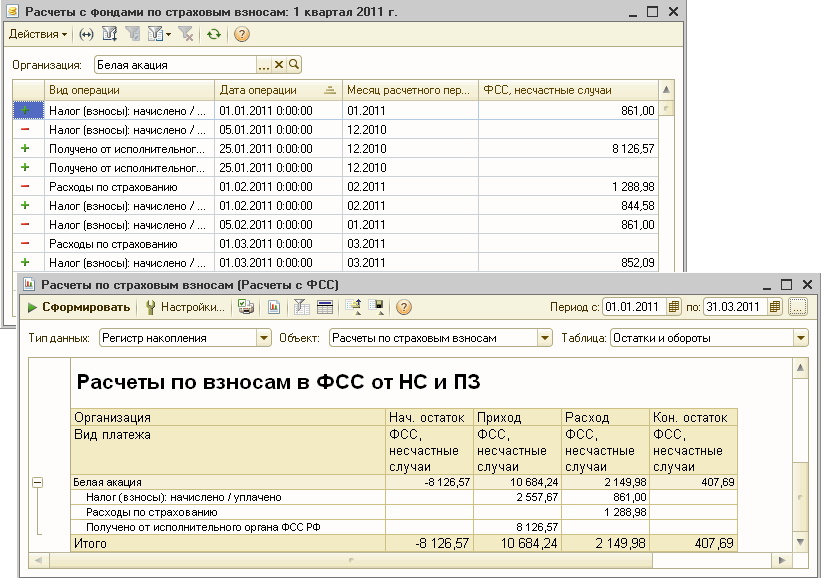 Расчеты с фондами по страховым взносам: 1 квартал 2011 г.
Действия
Организация: Белая акация ...
Вид операции Дата операции Месяц расчетного пер... ФСС, несчастные случаи
+ Налог (взносы): начислено / ... 01.01.2011 0:00:00 01.2011 861,00
− Налог (взносы): начислено / ... 05.01.2011 0:00:00 12.2010
+ Получено от исполнительног... 25.01.2011 0:00:00 12.2010 8 126,57
+ Получено от исполнительног... 25.01.2011 0:00:00 12.2010
− Расходы по страхованию 01.02.2011 0:00:00 02.2011 1 288,98
+ Налог (взносы): начислено / ... 01.02.2011 0:00:00 02.2011 844,58
− Налог (взносы): начислено / ... 05.02.2011 0:00:00 01.2011 861,00
− Расходы по страхованию 01.03.2011 0:00:00 03.2011
+ Налог (взносы): начислено / ... 01.03.2011 0:00:00 03.2011 852,09
Расчеты по страховым взносам (Расчеты с ФСС)
Сформировать Настройки... Период с: 01.01.2011 по: 31.03.2011 ...
Тип данных: Регистр накопления Объект: Расчеты по страховым взносам Таблица: Остатки и обороты
Расчеты по взносам в ФСС от НС и ПЗ
Организация Нач. остаток Приход Расход Кон. остаток
Вид платежа ФСС, ФСС, ФСС, ФСС,
несчастные несчастные несчастные несчастные
случаи случаи случаи случаи
Белая акация -8 126,57 10 684,24 2 149,98 407,69
Налог (взносы): начислено / уплачено 2 557,67 861,00
Расходы по страхованию 1 288,98
Получено от исполнительного органа ФСС РФ 8 126,57
Итого -8 126,57 10 684,24 2 149,98 407,69